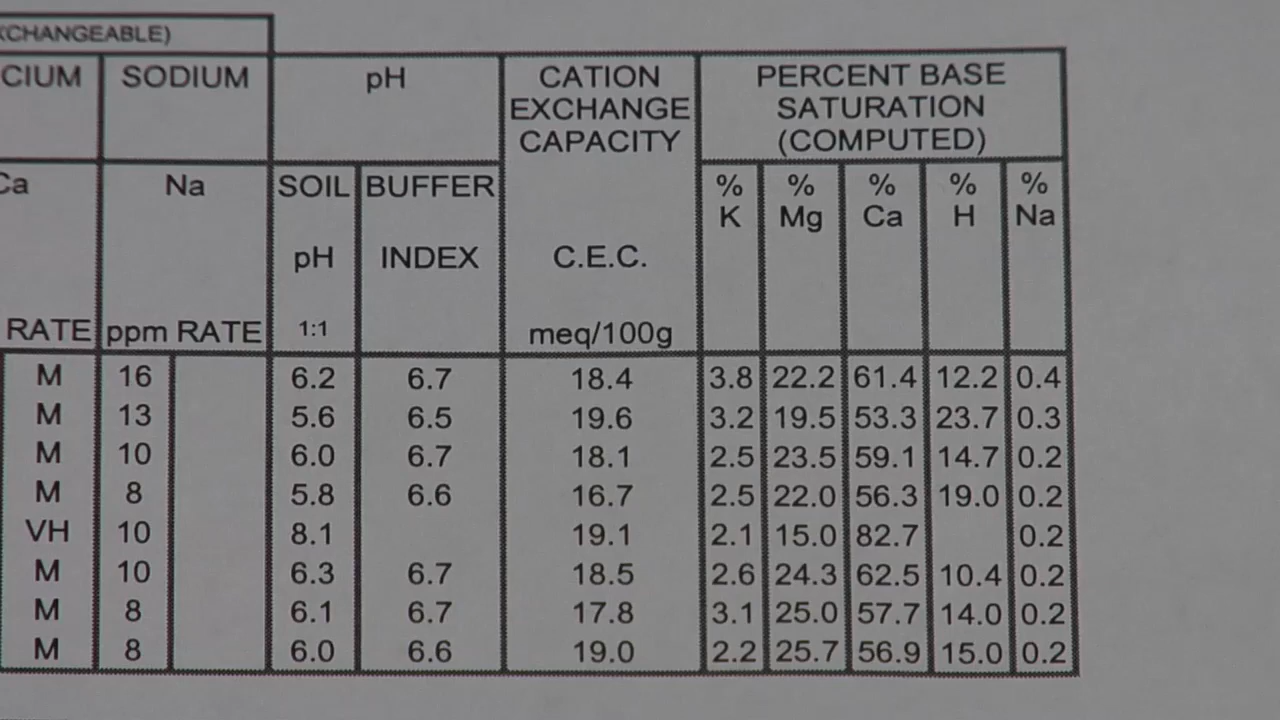 XCHANGEABLE)
CIUM SODIUM pH CATION EXCHANGE CAPACITY PERCENT BASE SATURATION (COMPUTED)
Ca Na SOIL pH 1:1 BUFFER INDEX C.E.C. meq/100g % K % Mg % Ca % H % Na
RATE ppm RATE
M 16 6.2 6.7 18.4 3.8 22.2 61.4 12.2 0.4
M 13 5.6 6.5 19.6 3.2 19.5 53.3 23.7 0.3
M 10 6.0 6.7 18.1 2.5 23.5 59.1 14.7 0.2
M 8 5.8 6.6 16.7 2.5 22.0 56.3 19.0 0.2
VH 10 8.1 19.1 2.1 15.0 82.7 0.2
M 10 6.3 6.7 18.5 2.6 24.3 62.5 10.4 0.2
M 8 6.1 6.7 17.8 3.1 25.0 57.7 14.0 0.2
M 8 6.0 6.6 19.0 2.2 25.7 56.9 15.0 0.2